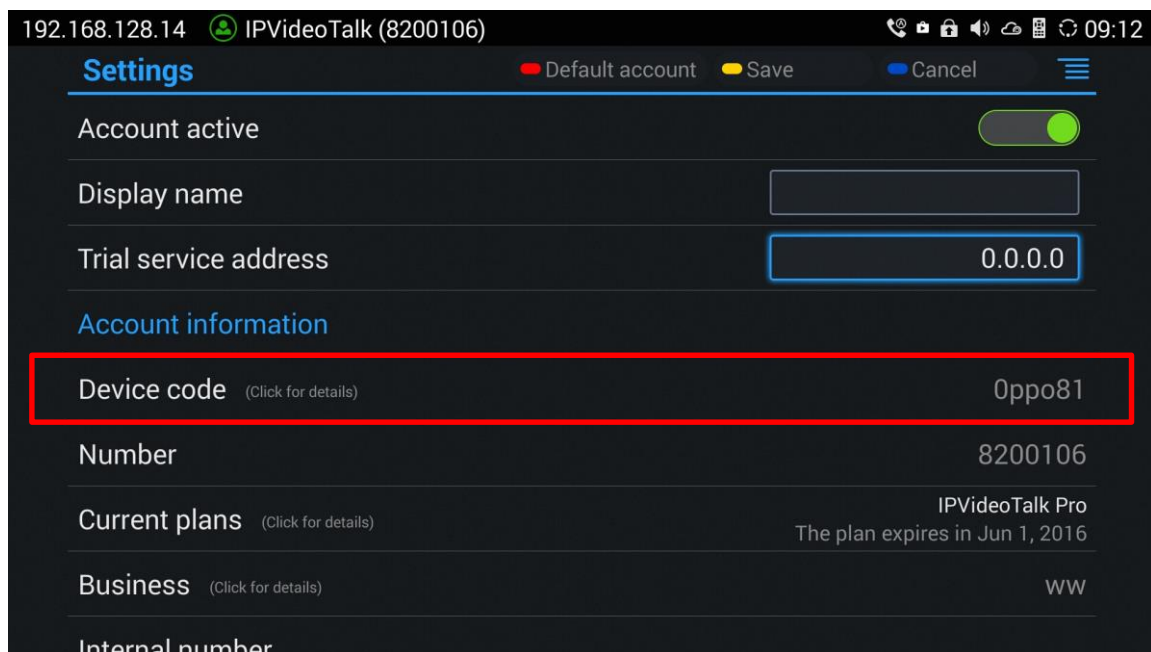 192.168.128.14 IPVideoTalk (8200106) 09:12
Settings Default account Save Cancel
Account active
Display name
Trial service address 0.0.0.0
Account information
Device code (Click for details) 0ppo81
Number 8200106
Current plans (Click for details) IPVideoTalk Pro
The plan expires in Jun 1, 2016
Business (Click for details) ww
Internal number